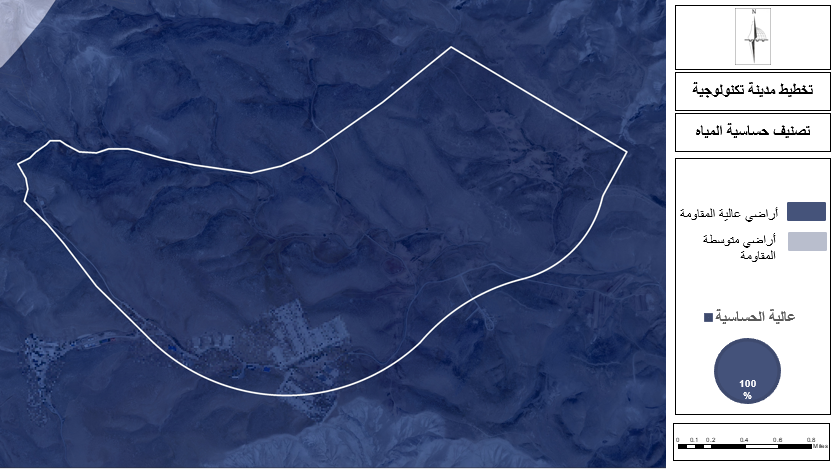 N
تخطيط مدينة تكنولوجية
تصنيف حساسية المياه
أراضي عالية المقاومة
أراضي متوسطة
المقاومة
عالية الحساسية
100
%
0 0.1 0.2 0.4 0.6 0.8
Miles